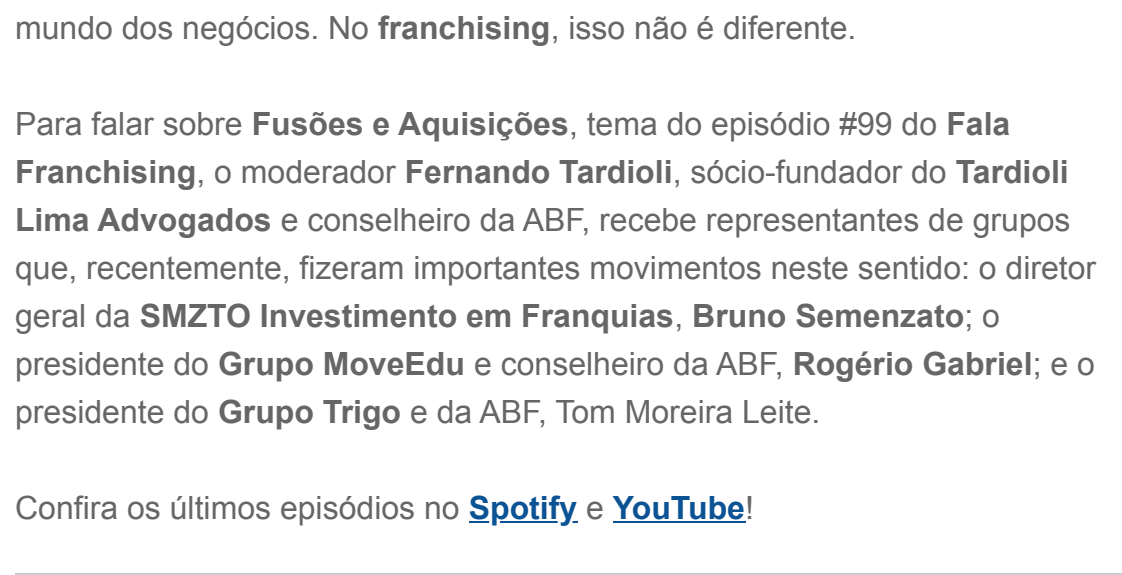 mundo dos negócios. No franchising, isso não é diferente.
Para falar sobre Fusões e Aquisições, tema do episódio #99 do Fala
Franchising, o moderador Fernando Tardioli, sócio-fundador do Tardioli
Lima Advogados e conselheiro da ABF, recebe representantes de grupos
que, recentemente, fizeram importantes movimentos neste sentido: o diretor
geral da SMZTO Investimento em Franquias, Bruno Semenzato; o
presidente do Grupo MoveEdu e conselheiro da ABF, Rogério Gabriel; e o
presidente do Grupo Trigo e da ABF, Tom Moreira Leite.
Confira os últimos episódios no Spotify e YouTube!